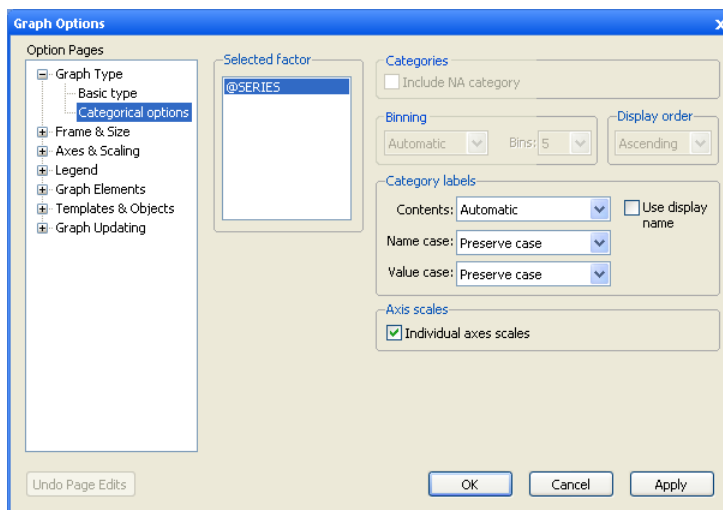 Graph Options
Option Pages
Graph Type
Basic type
Categorical options
Frame & Size
Axes & Scaling
Legend
Graph Elements
Templates & Objects
Graph Updating
Selected factor
@SERIES
Categories
Include NA category
Binning
Automatic Bins: 5
Display order
Ascending
Category labels
Contents: Automatic
Use display name
Name case: Preserve case
Value case: Preserve case
Axis scales
Individual axes scales
Undo Page Edits
OK
Cancel
Apply